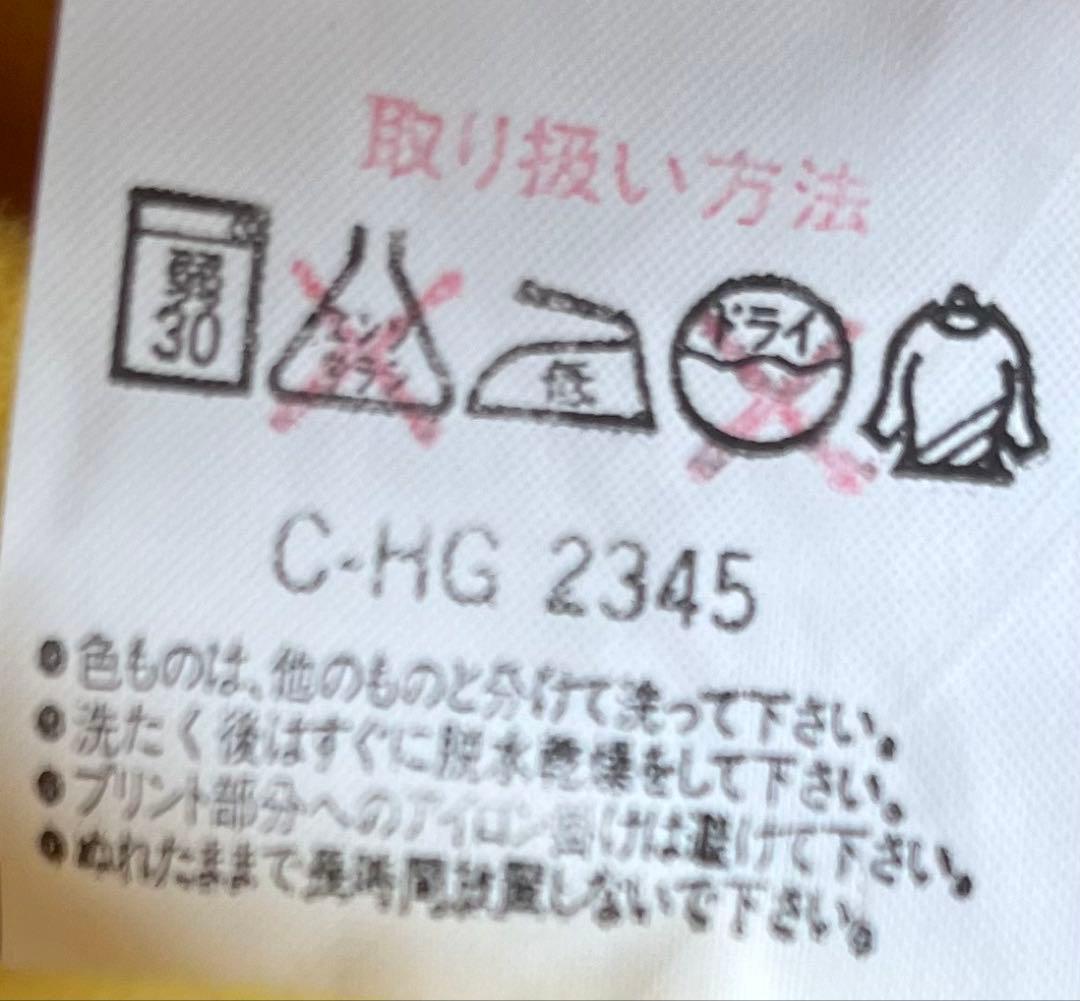 取り扱い方法
弱
30
エンソ
サラシ
低
ドライ
C-HG 2345
●色ものは、他のものと分けて洗って下さい。
●洗たく後はすぐに脱水乾燥をして下さい。
●プリント部分へのアイロン掛けは避けて下さい。
●ぬれたままで長時間放置しないで下さい。